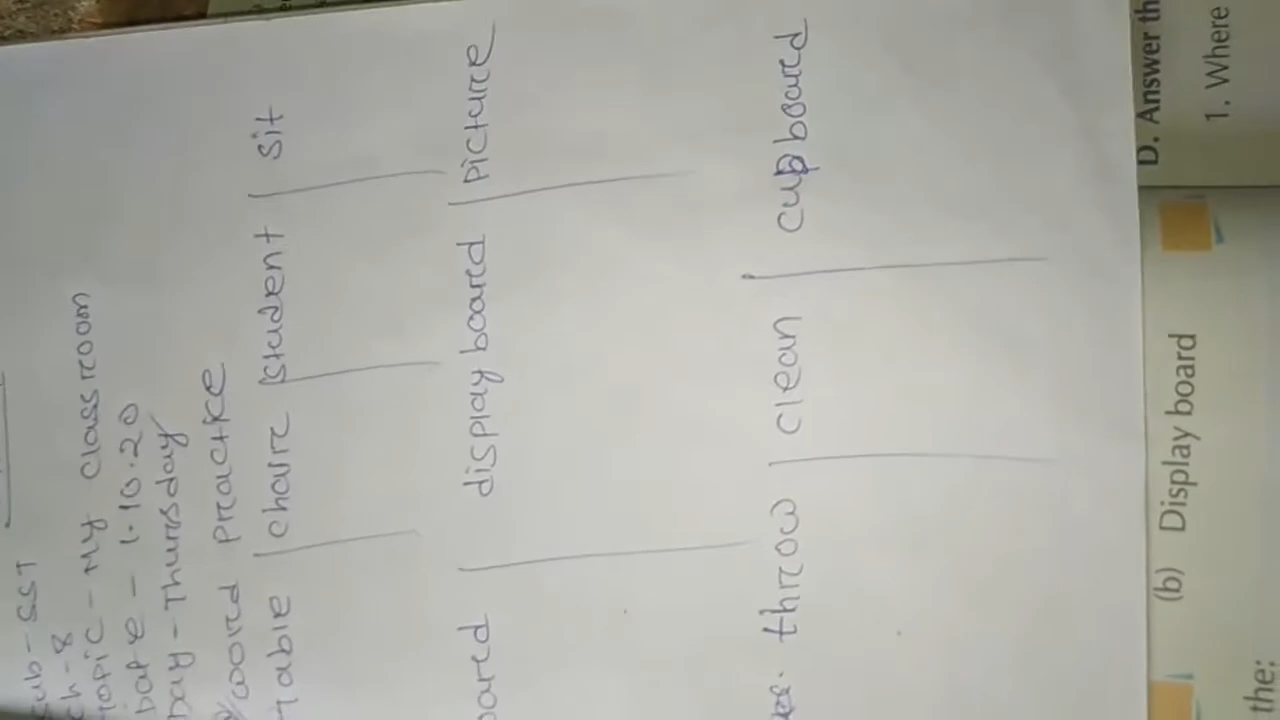 Sub - SST
Ch - 8
Topic - My Classroom
Date - 1.10.20
Day - Thursday
Word Practice
Table | chair | student | sit
oard | display board | picture
throw | clean | cupboard
(b) Display board
the:
D. Answer th
1. Where